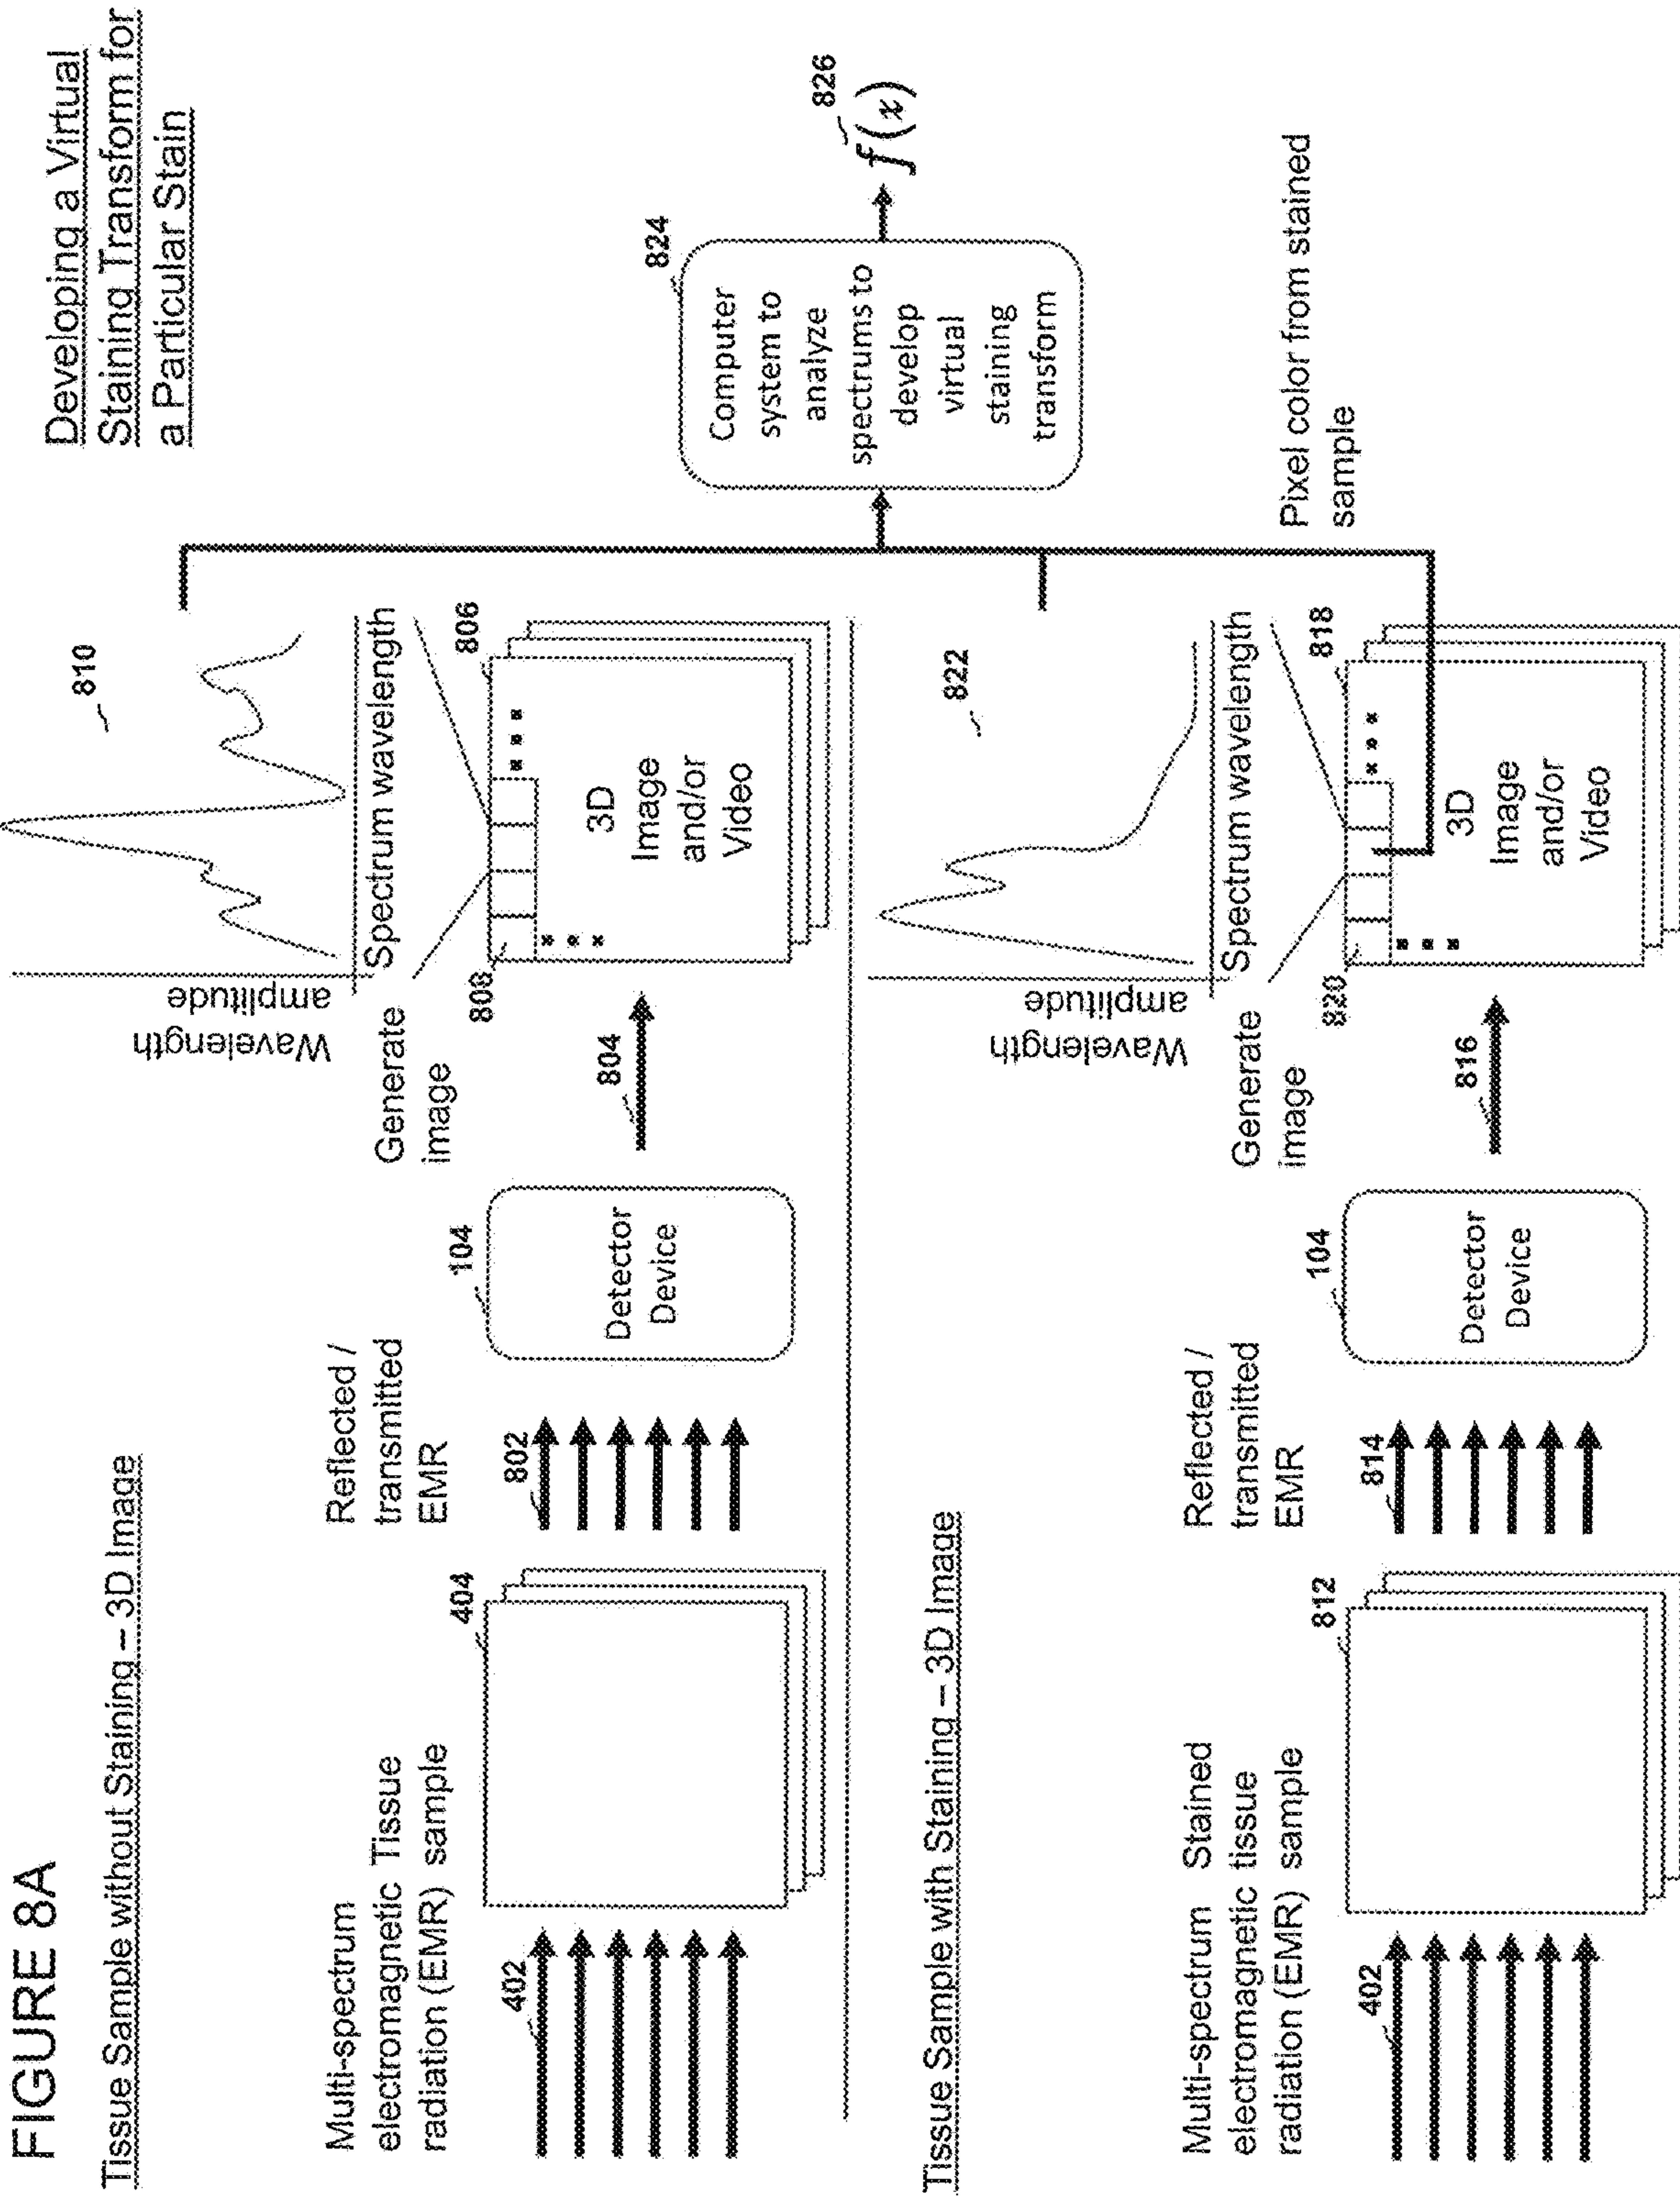 FIGURE 8A
Developing a Virtual
Staining Transform for
a Particular Stain
Tissue Sample without Staining – 3D Image
Multi-spectrum
electromagnetic Tissue
radiation (EMR) sample
402
404
Reflected /
transmitted
EMR
802
104
Detector
Device
Generate
image
804
Wavelength
amplitude
810
Spectrum wavelength
808
806
3D
Image
and/or
Video
824
Computer
system to
analyze
spectrums to
develop
virtual
staining
transform
826
f(x)
Tissue Sample with Staining – 3D Image
Multi-spectrum Stained
electromagnetic tissue
radiation (EMR) sample
402
812
Reflected /
transmitted
EMR
814
104
Detector
Device
Generate
image
816
Wavelength
amplitude
822
Spectrum wavelength
820
818
3D
Image
and/or
Video
Pixel color from stained
sample